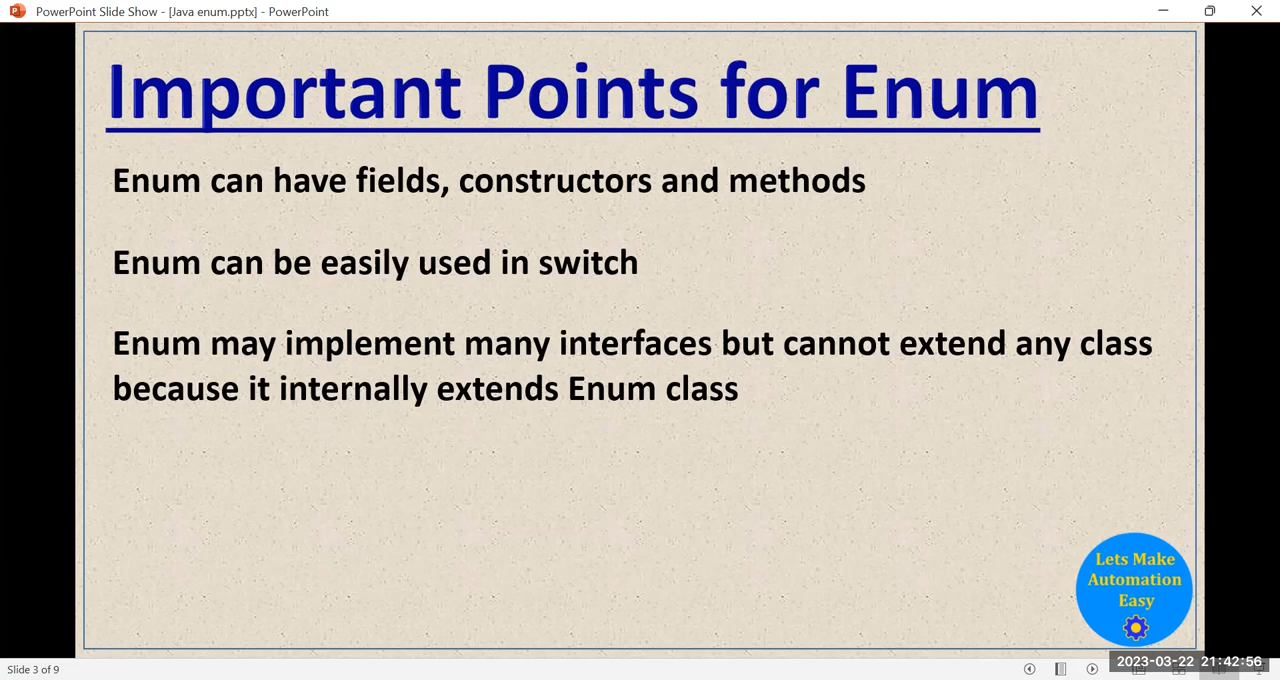 PowerPoint Slide Show - [Java enum.pptx] - PowerPoint
Important Points for Enum
Enum can have fields, constructors and methods
Enum can be easily used in switch
Enum may implement many interfaces but cannot extend any class
because it internally extends Enum class
Lets Make
Automation
Easy
Slide 3 of 9
2023-03-22 21:42:56